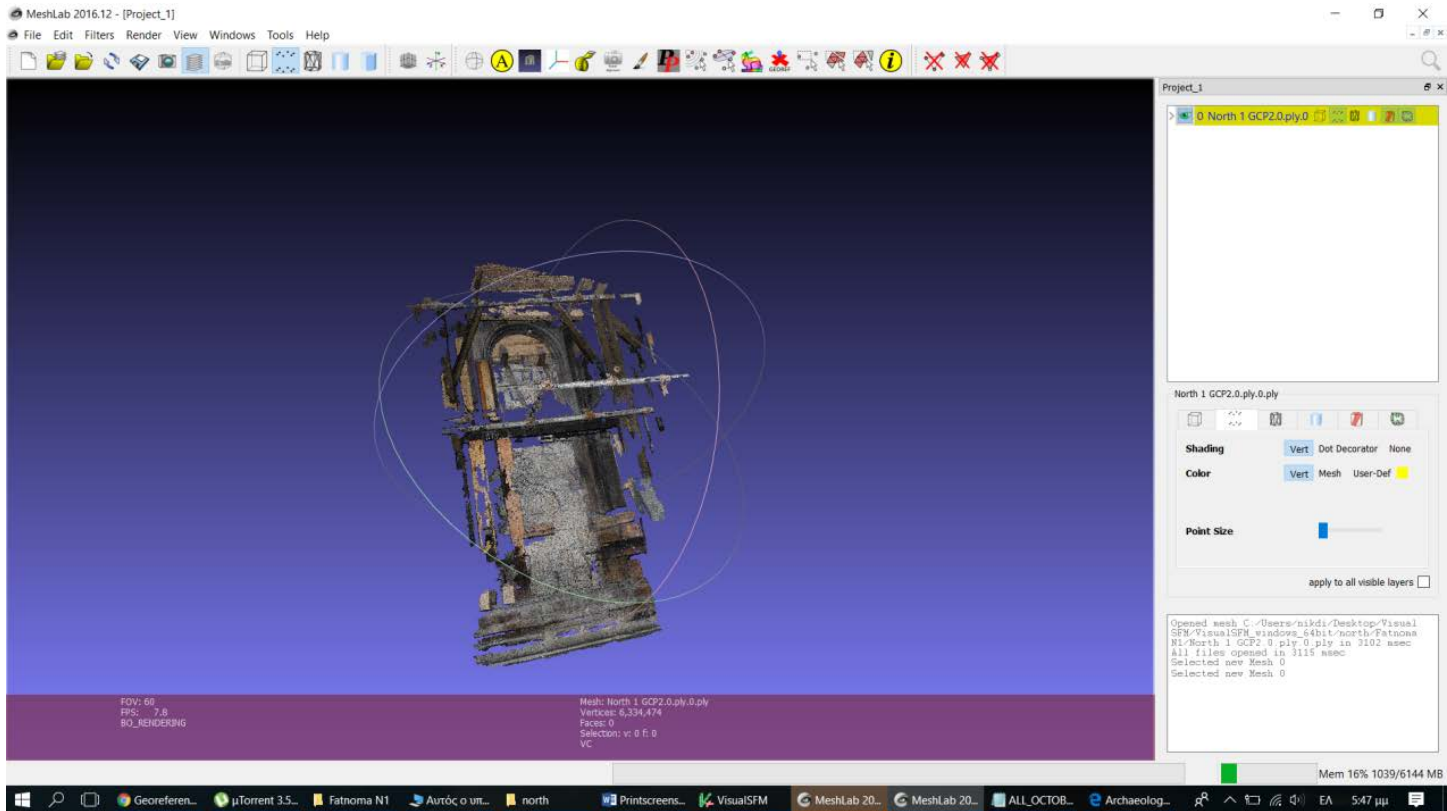 MeshLab 2016.12 - [Project_1]
File Edit Filters Render View Windows Tools Help
A
Pp
GEOREF
i
Project_1
0 North 1 GCP2.0.ply.0
North 1 GCP2.0.ply.0.ply
Shading Vert Dot Decorator None
Color Vert Mesh User-Def
Point Size
apply to all visible layers
Opened mesh C:/Users/nikdi/Desktop/Visual
SFM/VisualSFM_windows_64bit/north/Fatnoma
N1/North 1 GCP2.0.ply.0.ply in 3102 msec
All files opened in 3115 msec
Selected new Mesh 0
Selected new Mesh 0
FOV: 60
FPS: 7.8
BO_RENDERING
Mesh: North 1 GCP2.0.ply.0.ply
Vertices: 6,334,474
Faces: 0
Selection: v: 0 f: 0
VC
Mem 16% 1039/6144 MB
Georeferen... µTorrent 3.5... Fatnoma N1 Αυτός ο υπ... north Printscreens... VisualSFM MeshLab 20... MeshLab 20... ALL_OCTOB... Archaeolog... ΕΛ 5:47 μμ